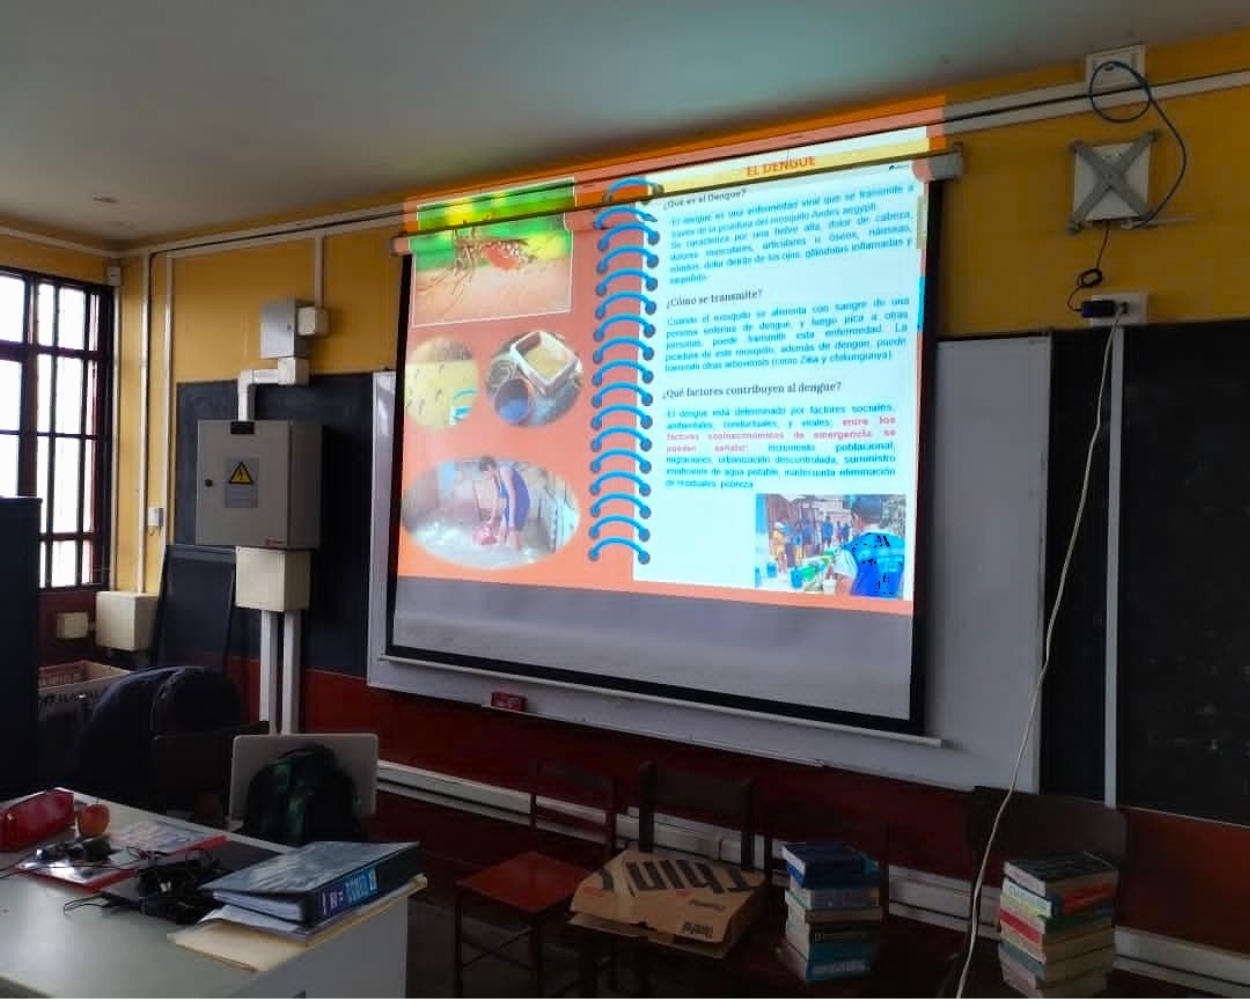 EL DENGUE
¿Qué es el Dengue?
El dengue es una enfermedad viral que se transmite a
través de la picadura del mosquito Aedes aegypti.
Se caracteriza por una fiebre alta, dolor de cabeza,
dolores musculares, articulares u óseos, náuseas,
vómitos, dolor detrás de los ojos, glándulas inflamadas y
sarpullido.
¿Cómo se transmite?
Cuando el mosquito se alimenta con sangre de una
persona enferma de dengue, y luego pica a otras
personas, puede transmitir esta enfermedad. La
picadura de este mosquito, además de dengue, puede
transmitir otras arbovirosis (como Zika y chikungunya)
¿Qué factores contribuyen al dengue?
El dengue está determinado por factores sociales,
ambientales, conductuales, y virales; entre los
factores socioeconómicos de emergencia se
pueden señalar: incremento poblacional,
migraciones, urbanización descontrolada, suministro
de agua potable, inadecuada eliminación
de residuales, pobreza